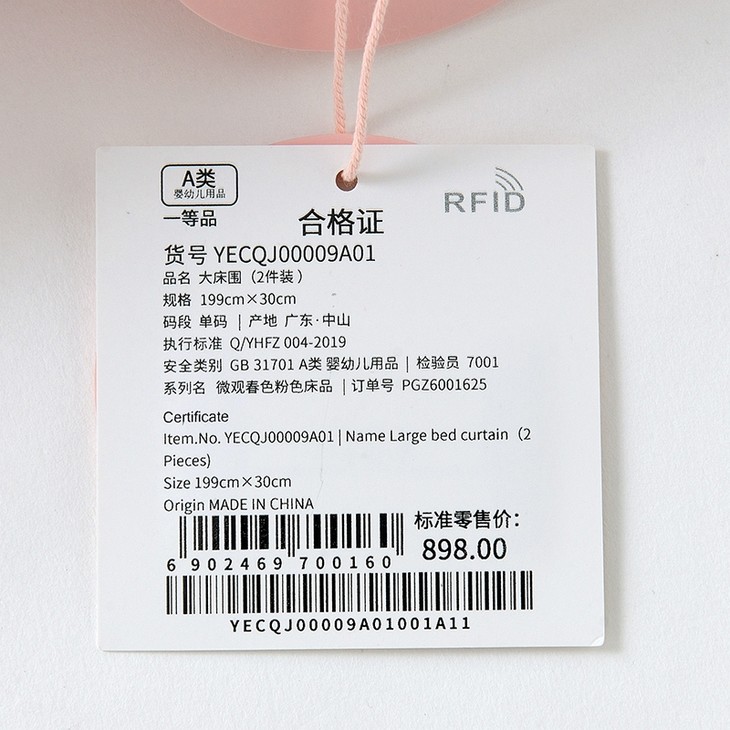 A类
婴幼儿用品
一等品
合格证
RFID
货号 YECQJ00009A01
品名 大床围（2件装）
规格 199cm×30cm
码段 单码 | 产地 广东·中山
执行标准 Q/YHFZ 004-2019
安全类别 GB 31701 A类 婴幼儿用品 | 检验员 7001
系列名 微观春色粉色床品 | 订单号 PGZ6001625
Certificate
Item.No. YECQJ00009A01 | Name Large bed curtain（2
Pieces)
Size 199cm×30cm
Origin MADE IN CHINA
标准零售价：
898.00
6 902469 700160
YECQJ00009A01001A11